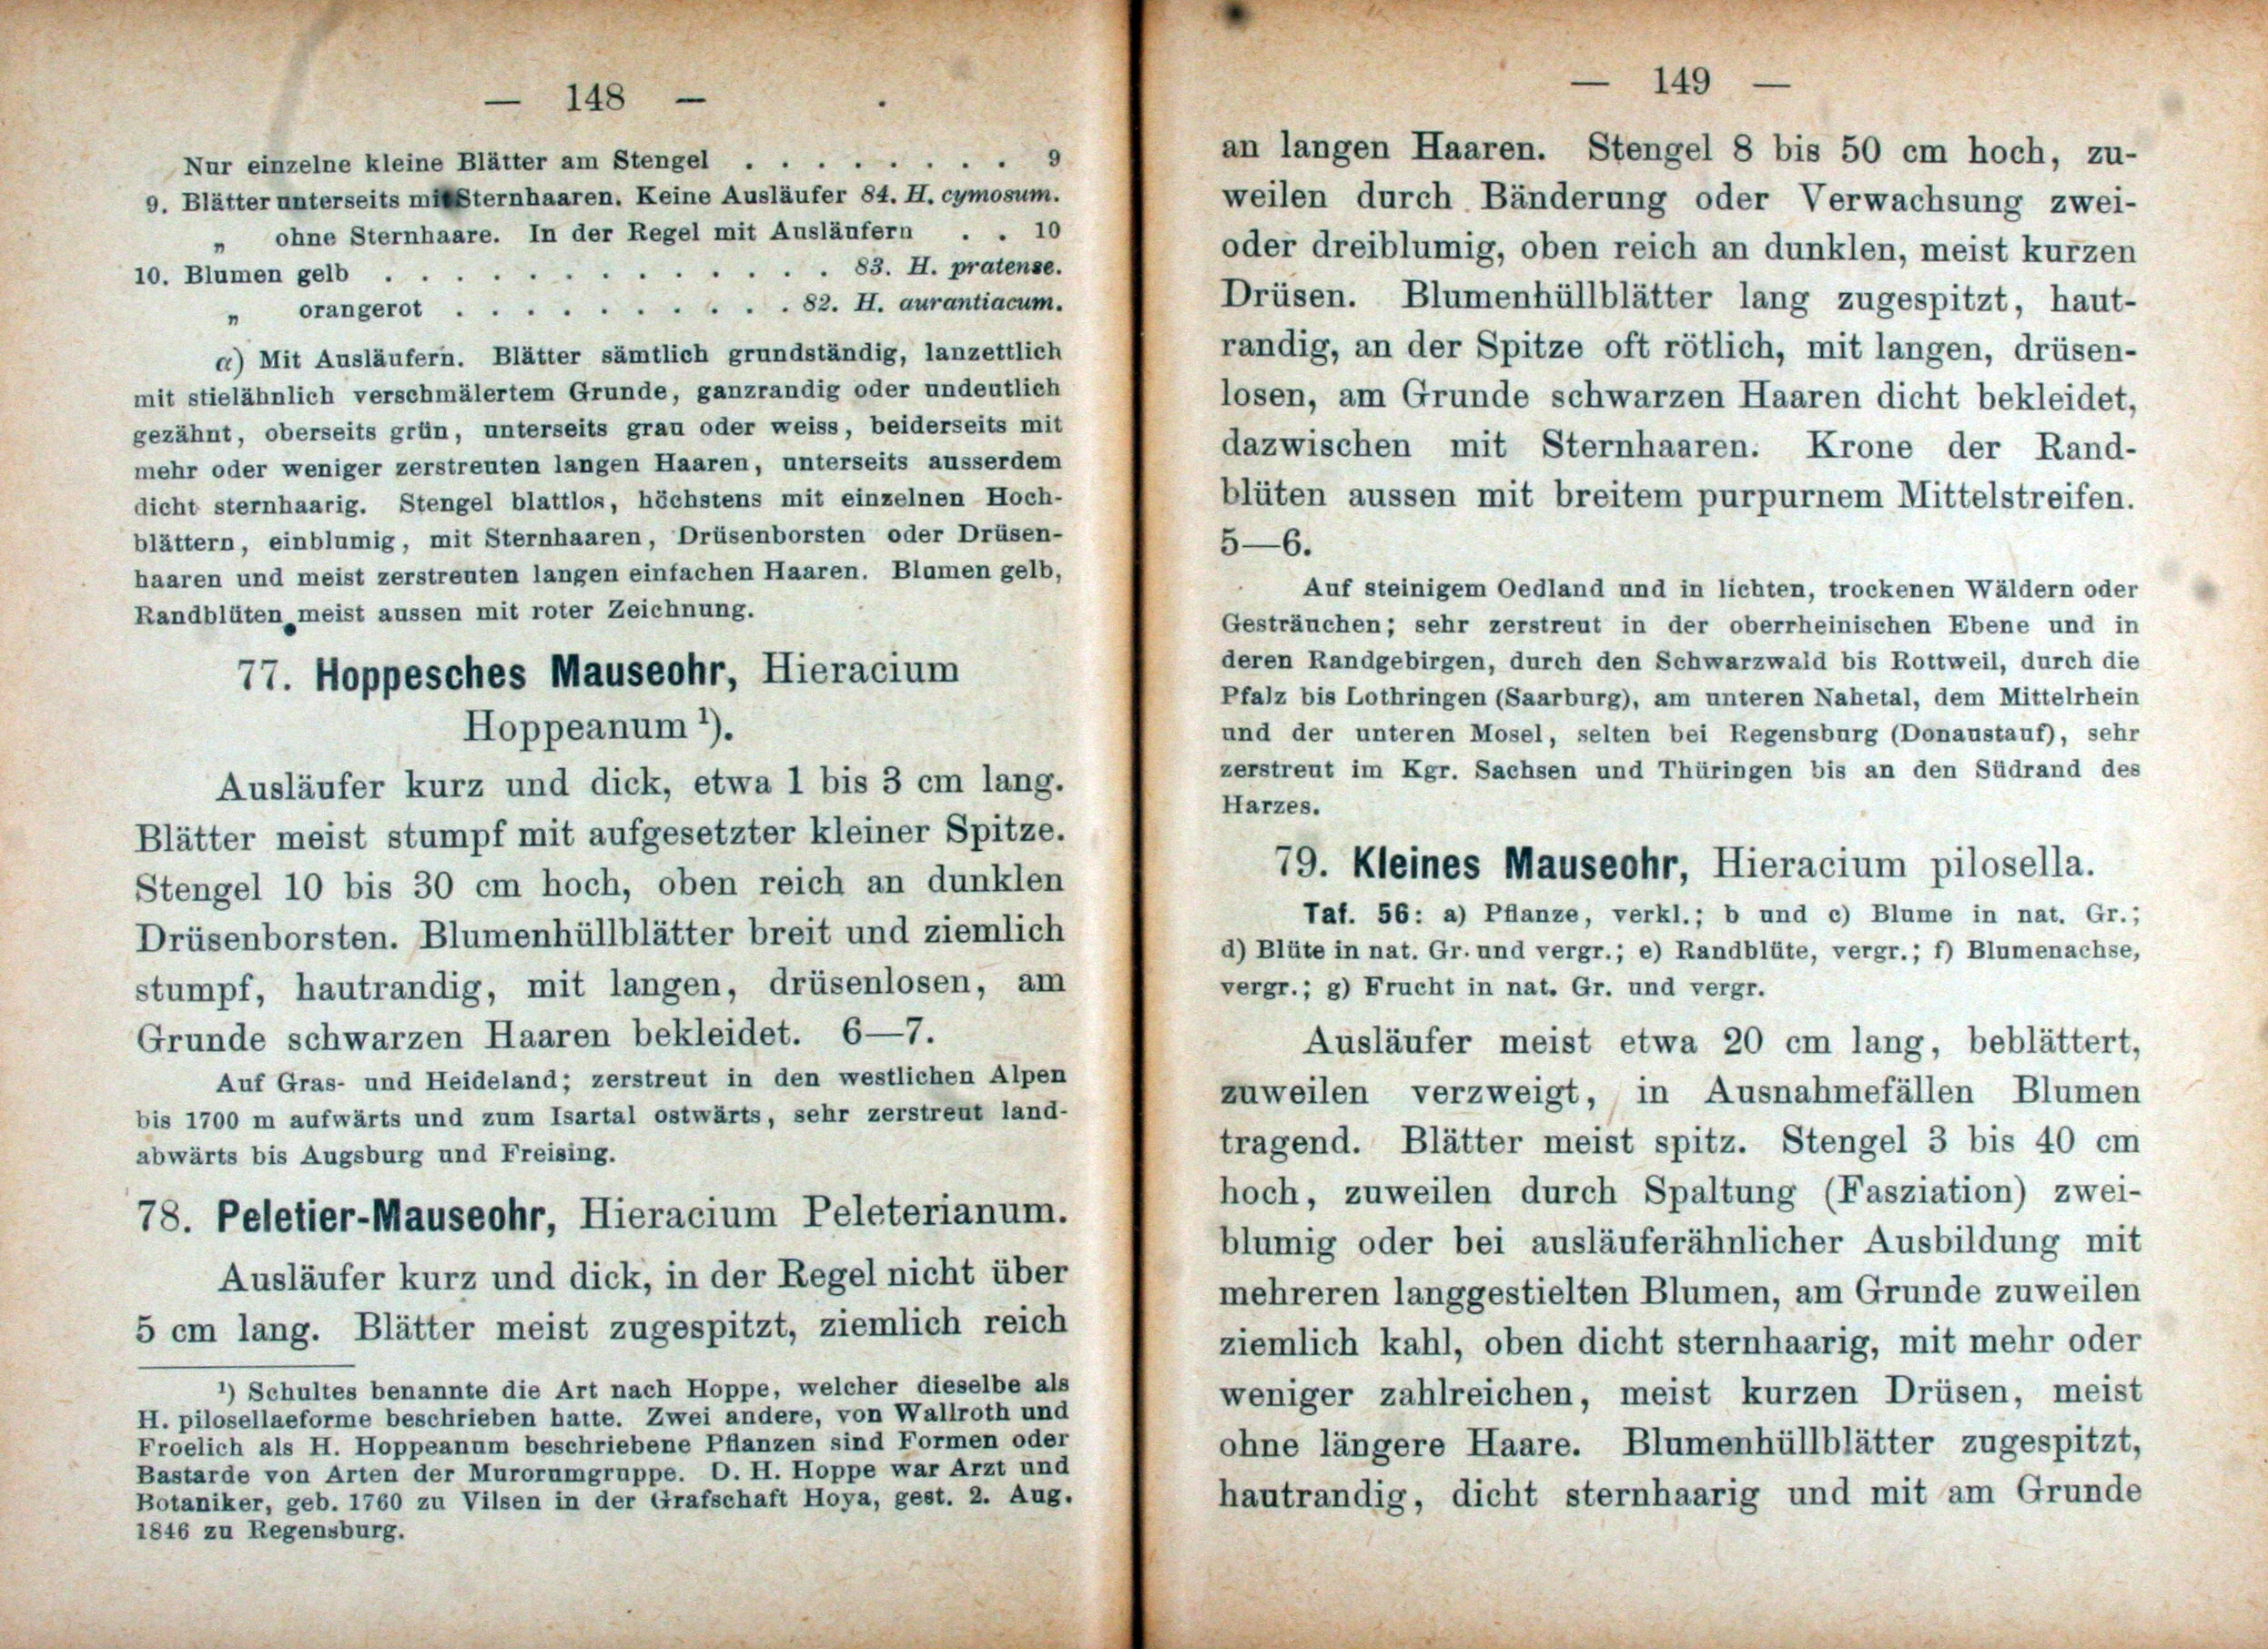 — 148 —
Nur einzelne kleine Blätter am Stengel . . . . . . . . 9
9. Blätter unterseits mit Sternhaaren. Keine Ausläufer 84. H. cymosum.
„ ohne Sternhaare. In der Regel mit Ausläufern . . 10
10. Blumen gelb . . . . . . . . . . . . . 83. H. pratense.
„ orangerot . . . . . . . . . . 82. H. aurantiacum.
α) Mit Ausläufern. Blätter sämtlich grundständig, lanzettlich
mit stielähnlich verschmälertem Grunde, ganzrandig oder undeutlich
gezähnt, oberseits grün, unterseits grau oder weiss, beiderseits mit
mehr oder weniger zerstreuten langen Haaren, unterseits ausserdem
dicht sternhaarig. Stengel blattlos, höchstens mit einzelnen Hoch-
blättern, einblumig, mit Sternhaaren, Drüsenborsten oder Drüsen-
haaren und meist zerstreuten langen einfachen Haaren. Blumen gelb,
Randblüten meist aussen mit roter Zeichnung.
77. Hoppesches Mauseohr, Hieracium
Hoppeanum ¹).
Ausläufer kurz und dick, etwa 1 bis 3 cm lang.
Blätter meist stumpf mit aufgesetzter kleiner Spitze.
Stengel 10 bis 30 cm hoch, oben reich an dunklen
Drüsenborsten. Blumenhüllblätter breit und ziemlich
stumpf, hautrandig, mit langen, drüsenlosen, am
Grunde schwarzen Haaren bekleidet. 6—7.
Auf Gras- und Heideland; zerstreut in den westlichen Alpen
bis 1700 m aufwärts und zum Isartal ostwärts, sehr zerstreut land-
abwärts bis Augsburg und Freising.
78. Peletier-Mauseohr, Hieracium Peleterianum.
Ausläufer kurz und dick, in der Regel nicht über
5 cm lang. Blätter meist zugespitzt, ziemlich reich
¹) Schultes benannte die Art nach Hoppe, welcher dieselbe als
H. pilosellaeforme beschrieben hatte. Zwei andere, von Wallroth und
Froelich als H. Hoppeanum beschriebene Pflanzen sind Formen oder
Bastarde von Arten der Murorumgruppe. D. H. Hoppe war Arzt und
Botaniker, geb. 1760 zu Vilsen in der Grafschaft Hoya, gest. 2. Aug.
1846 zu Regensburg.
— 149 —
an langen Haaren. Stengel 8 bis 50 cm hoch, zu-
weilen durch Bänderung oder Verwachsung zwei-
oder dreiblumig, oben reich an dunklen, meist kurzen
Drüsen. Blumenhüllblätter lang zugespitzt, haut-
randig, an der Spitze oft rötlich, mit langen, drüsen-
losen, am Grunde schwarzen Haaren dicht bekleidet,
dazwischen mit Sternhaaren. Krone der Rand-
blüten aussen mit breitem purpurnem Mittelstreifen.
5—6.
Auf steinigem Oedland und in lichten, trockenen Wäldern oder
Gesträuchen; sehr zerstreut in der oberrheinischen Ebene und in
deren Randgebirgen, durch den Schwarzwald bis Rottweil, durch die
Pfalz bis Lothringen (Saarburg), am unteren Nahetal, dem Mittelrhein
und der unteren Mosel, selten bei Regensburg (Donaustauf), sehr
zerstreut im Kgr. Sachsen und Thüringen bis an den Südrand des
Harzes.
79. Kleines Mauseohr, Hieracium pilosella.
Taf. 56: a) Pflanze, verkl.; b und c) Blume in nat. Gr.;
d) Blüte in nat. Gr. und vergr.; e) Randblüte, vergr.; f) Blumenachse,
vergr.; g) Frucht in nat. Gr. und vergr.
Ausläufer meist etwa 20 cm lang, beblättert,
zuweilen verzweigt, in Ausnahmefällen Blumen
tragend. Blätter meist spitz. Stengel 3 bis 40 cm
hoch, zuweilen durch Spaltung (Fasziation) zwei-
blumig oder bei ausläuferähnlicher Ausbildung mit
mehreren langgestielten Blumen, am Grunde zuweilen
ziemlich kahl, oben dicht sternhaarig, mit mehr oder
weniger zahlreichen, meist kurzen Drüsen, meist
ohne längere Haare. Blumenhüllblätter zugespitzt,
hautrandig, dicht sternhaarig und mit am Grunde